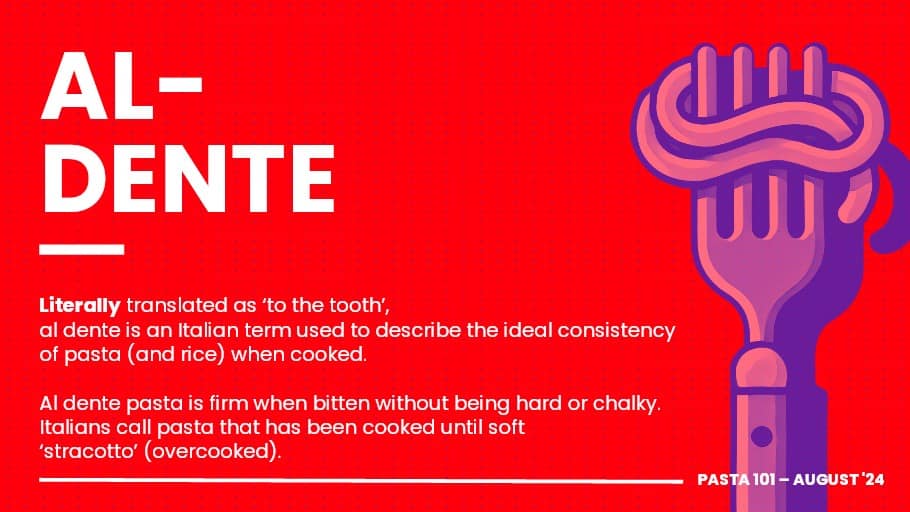 AL-
DENTE
Literally translated as ‘to the tooth’,
al dente is an Italian term used to describe the ideal consistency
of pasta (and rice) when cooked.
Al dente pasta is firm when bitten without being hard or chalky.
Italians call pasta that has been cooked until soft
‘stracotto’ (overcooked).
PASTA 101 – AUGUST '24